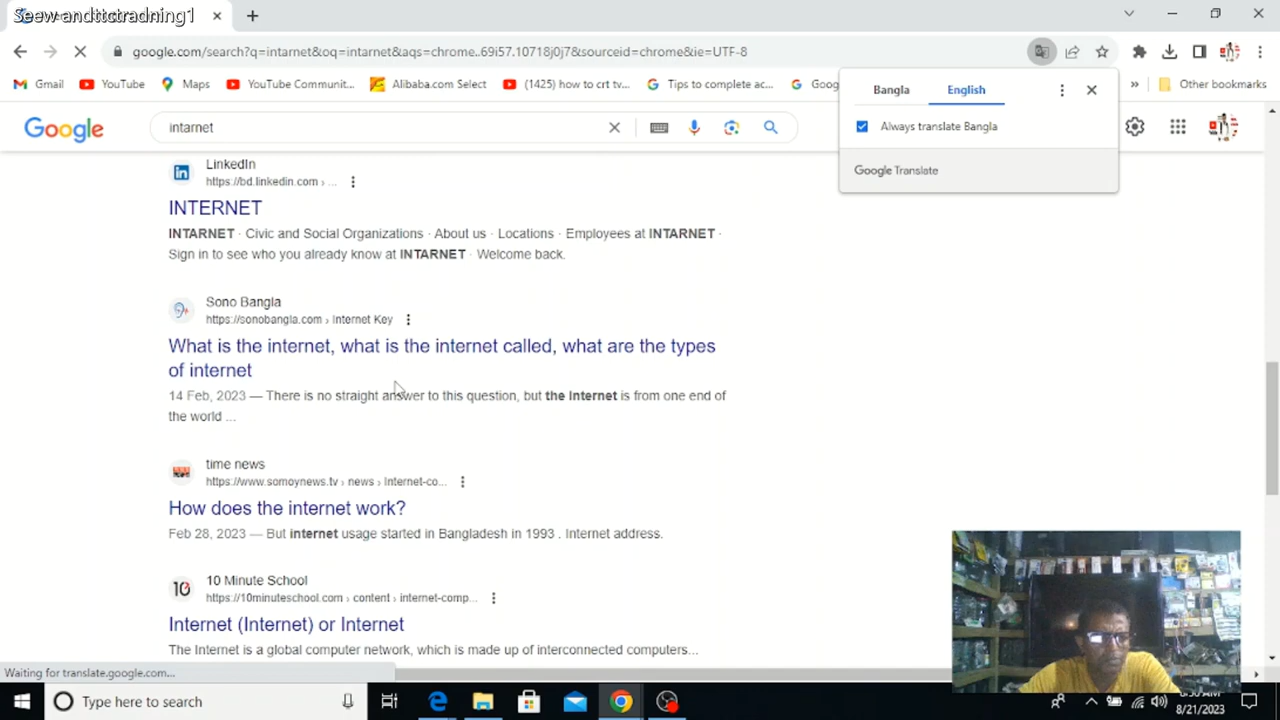 Seew andttctradning1
google.com/search?q=intarnet&oq=intarnet&aqs=chrome..69i57.10718j0j7&sourceid=chrome&ie=UTF-8
Gmail YouTube Maps YouTube Communit... Alibaba.com Select (1425) how to crt tv... Tips to complete ac... Goog » Other bookmarks
Bangla English
Always translate Bangla
Google Translate
Google
intarnet
LinkedIn
https://bd.linkedin.com › ...
INTERNET
INTARNET · Civic and Social Organizations · About us · Locations · Employees at INTARNET ·
Sign in to see who you already know at INTARNET · Welcome back.
Sono Bangla
https://sonobangla.com › Internet Key
What is the internet, what is the internet called, what are the types
of internet
14 Feb, 2023 — There is no straight answer to this question, but the Internet is from one end of
the world ...
time news
https://www.somoynews.tv › news › Internet-co...
How does the internet work?
Feb 28, 2023 — But internet usage started in Bangladesh in 1993 . Internet address.
10
10 Minute School
https://10minuteschool.com › content › internet-comp...
Internet (Internet) or Internet
The Internet is a global computer network, which is made up of interconnected computers...
Waiting for translate.google.com...
Type here to search
8/21/2023